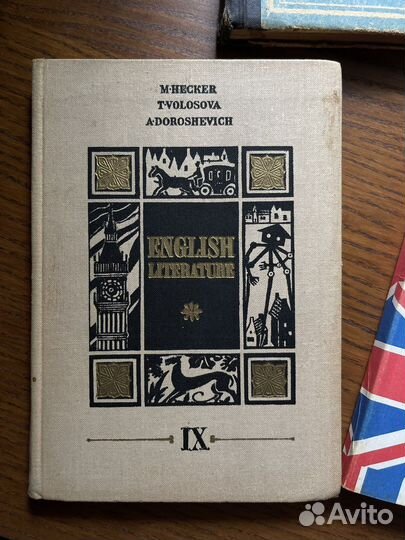 M·HECKER
T·VOLOSOVA
A·DOROSHEVICH
ENGLISH
LITERATURE
IX
Avito